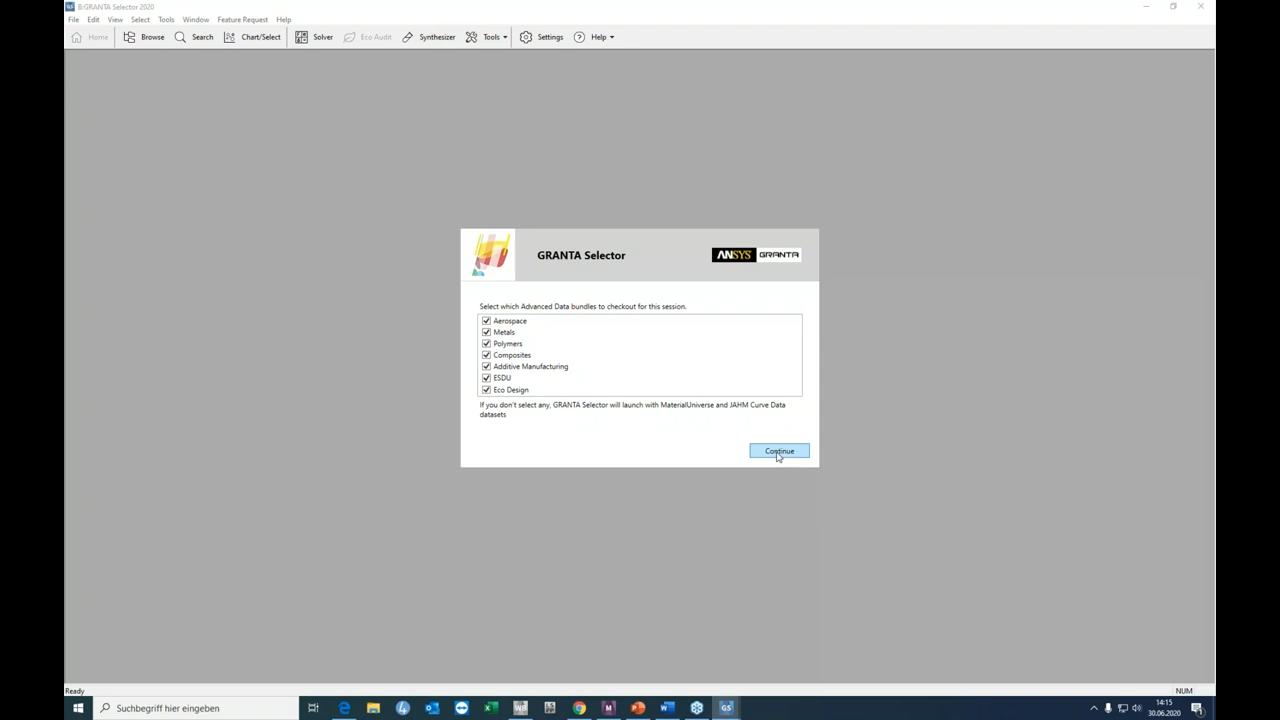 B:GRANTA Selector 2020
File Edit View Select Tools Window Feature Request Help
Home Browse Search Chart/Select Solver Eco Audit Synthesizer Tools Settings Help
GRANTA Selector
ANSYS GRANTA
Select which Advanced Data bundles to checkout for this session.
Aerospace
Metals
Polymers
Composites
Additive Manufacturing
ESDU
Eco Design
If you don't select any, GRANTA Selector will launch with MaterialUniverse and JAHM Curve Data
datasets
Continue
Ready NUM
Suchbegriff hier eingeben
14:15
30.06.2020